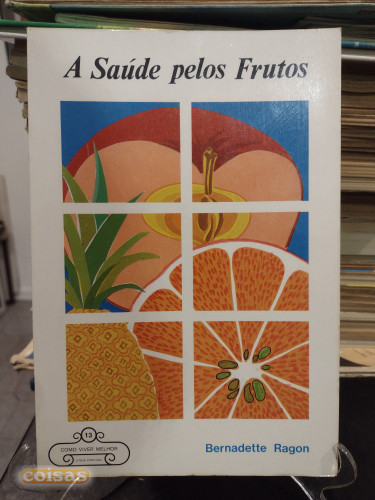 A Saúde pelos Frutos
13
COMO VIVER MELHOR
Bernadette Ragon
coisas